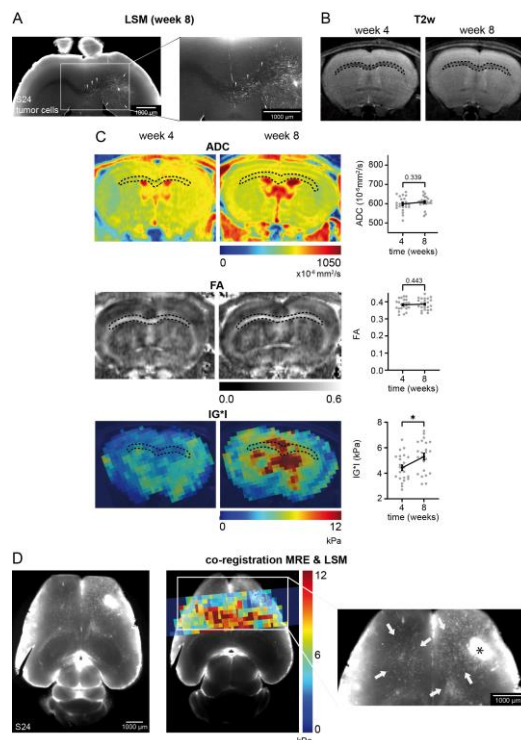 A
LSM (week 8)
S24
tumor cells
1000 µm
1000 µm
B
T2w
week 4
week 8
C
week 4
week 8
ADC
0
1050
x10⁻⁶ mm²/s
ADC (10⁻⁶mm²/s)
800
700
600
500
0.339
4
8
time (weeks)
FA
0.0
0.6
FA
0.4
0.3
0.2
0.1
0.0
0.443
4
8
time (weeks)
IG*I
0
12
kPa
IG*I (kPa)
8
6
4
2
*
4
8
time (weeks)
D
co-registration MRE & LSM
S24
1000 µm
12
6
0
kPa
*
1000 µm